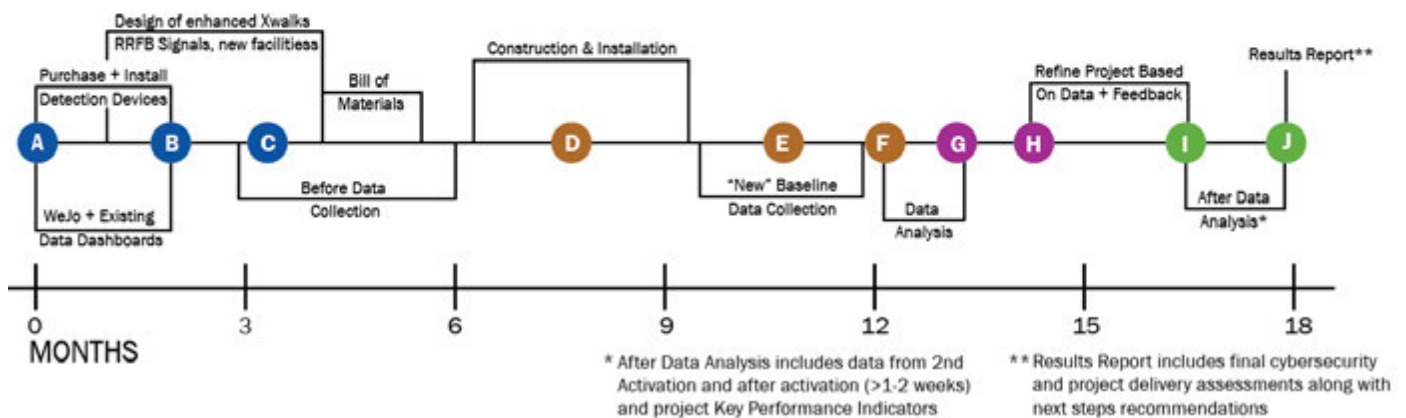 Design of enhanced Xwalks
RRFB Signals, new facilitiess
Purchase + Install
Detection Devices
Bill of
Materials
Construction & Installation
Refine Project Based
On Data + Feedback
Results Report**
A
B
C
D
E
F
G
H
I
J
WeJo + Existing
Data Dashboards
Before Data
Collection
"New" Baseline
Data Collection
Data
Analysis
After Data
Analysis*
0
3
6
9
12
15
18
MONTHS
* After Data Analysis includes data from 2nd
Activation and after activation (>1-2 weeks)
and project Key Performance Indicators
** Results Report includes final cybersecurity
and project delivery assessments along with
next steps recommendations